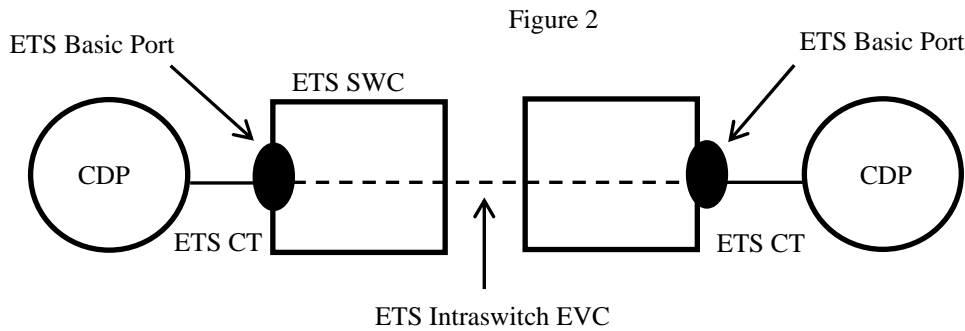 Figure 2
ETS Basic Port
ETS Basic Port
ETS SWC
CDP
CDP
ETS CT
ETS CT
ETS Intraswitch EVC